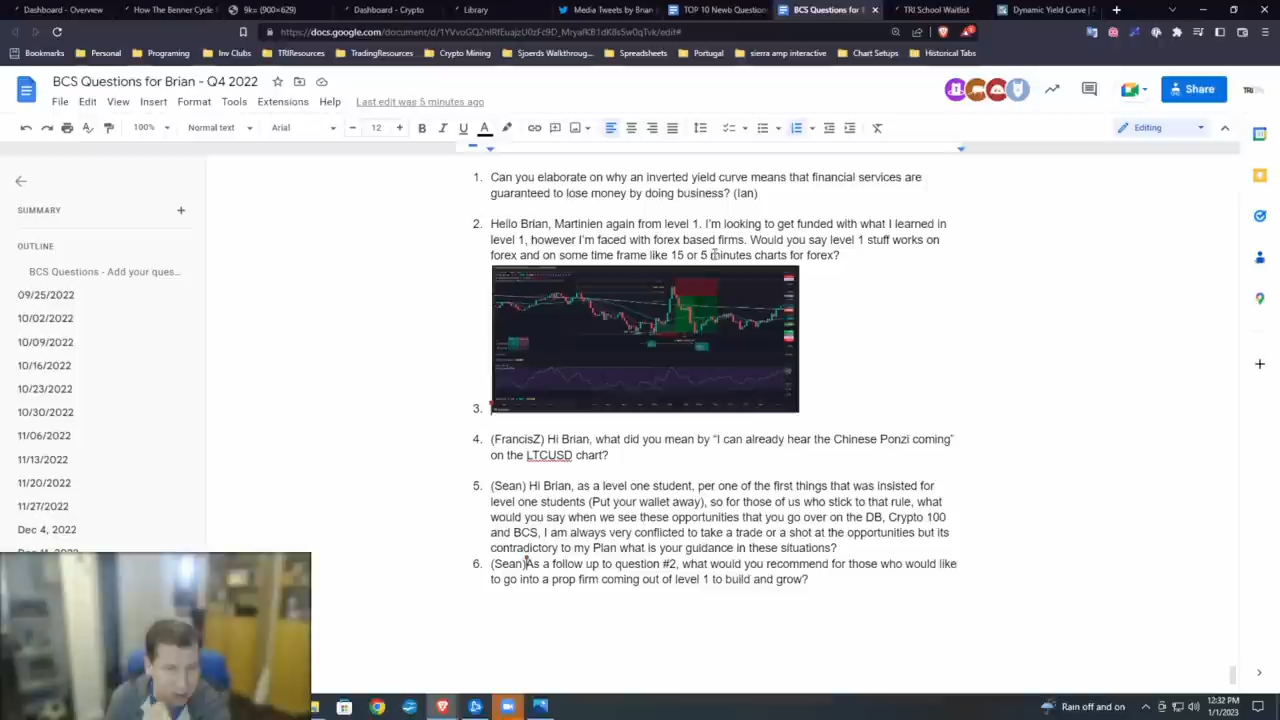 Dashboard - Overview
How The Benner Cycle
9k= (900×629)
Dashboard - Crypto
Library
Media Tweets by Brian
TOP 10 Newb Question
BCS Questions for B
TRI School Waitlist
Dynamic Yield Curve |
https://docs.google.com/document/d/
Bookmarks
Personal
Programing
Inv Clubs
TRIResources
TradingResources
Crypto Mining
Sjoerds Walkthroug...
Spreadsheets
Portugal
sierra amp interactive
Chart Setups
Historical Tabs
BCS Questions for Brian - Q4 2022
File Edit View Insert Format Tools Extensions Help Last edit was 5 minutes ago
Share
100% Normal text Arial 12
Editing
SUMMARY
OUTLINE
BCS Questions - Add your ques...
09/25/2022
10/02/2022
10/09/2022
10/16/2022
10/23/2022
10/30/2022
11/06/2022
11/13/2022
11/20/2022
11/27/2022
Dec 4, 2022
1. Can you elaborate on why an inverted yield curve means that financial services are
guaranteed to lose money by doing business? (Ian)
2. Hello Brian, Martinien again from level 1. I'm looking to get funded with what I learned in
level 1, however I'm faced with forex based firms. Would you say level 1 stuff works on
forex and on some time frame like 15 or 5 minutes charts for forex?
3.
4. (FrancisZ) Hi Brian, what did you mean by “I can already hear the Chinese Ponzi coming”
on the LTCUSD chart?
5. (Sean) Hi Brian, as a level one student, per one of the first things that was insisted for
level one students (Put your wallet away), so for those of us who stick to that rule, what
would you say when we see these opportunities that you go over on the DB, Crypto 100
and BCS, I am always very conflicted to take a trade or a shot at the opportunities but its
contradictory to my Plan what is your guidance in these situations?
6. (Sean)As a follow up to question #2, what would you recommend for those who would like
to go into a prop firm coming out of level 1 to build and grow?
Rain off and on
12:32 PM
1/1/2023